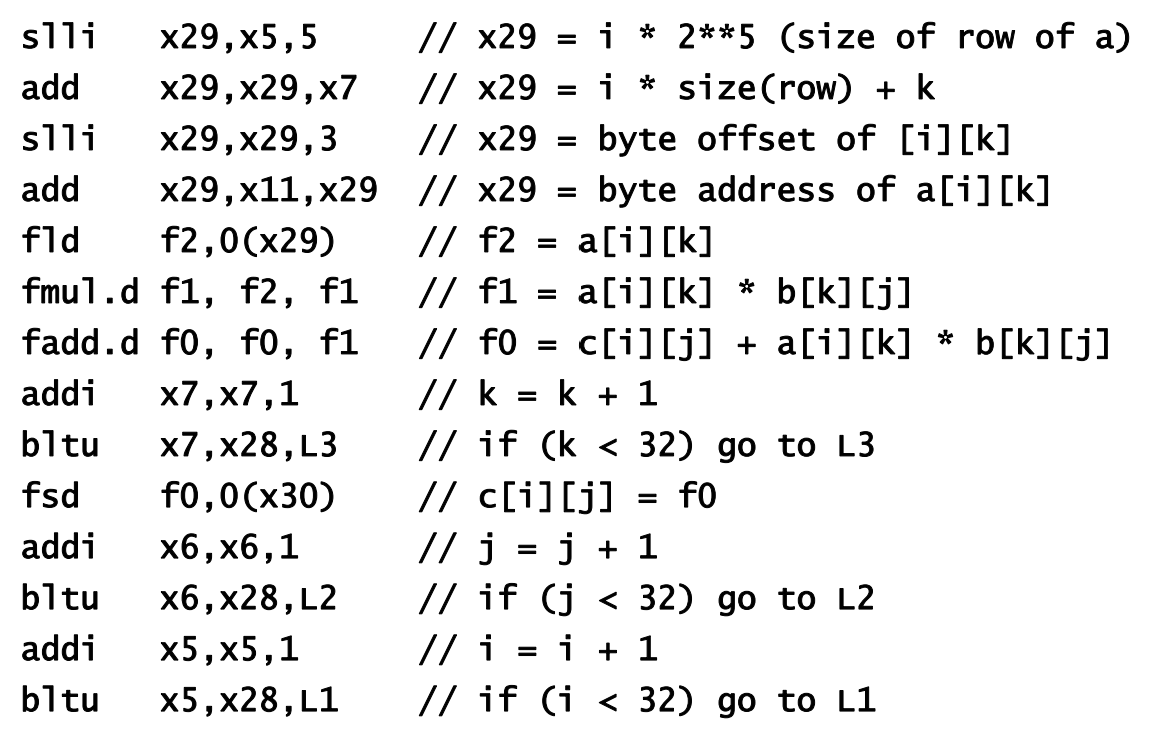 slli x29,x5,5 // x29 = i * 2**5 (size of row of a)
add x29,x29,x7 // x29 = i * size(row) + k
slli x29,x29,3 // x29 = byte offset of [i][k]
add x29,x11,x29 // x29 = byte address of a[i][k]
fld f2,0(x29) // f2 = a[i][k]
fmul.d f1, f2, f1 // f1 = a[i][k] * b[k][j]
fadd.d f0, f0, f1 // f0 = c[i][j] + a[i][k] * b[k][j]
addi x7,x7,1 // k = k + 1
bltu x7,x28,L3 // if (k < 32) go to L3
fsd f0,0(x30) // c[i][j] = f0
addi x6,x6,1 // j = j + 1
bltu x6,x28,L2 // if (j < 32) go to L2
addi x5,x5,1 // i = i + 1
bltu x5,x28,L1 // if (i < 32) go to L1